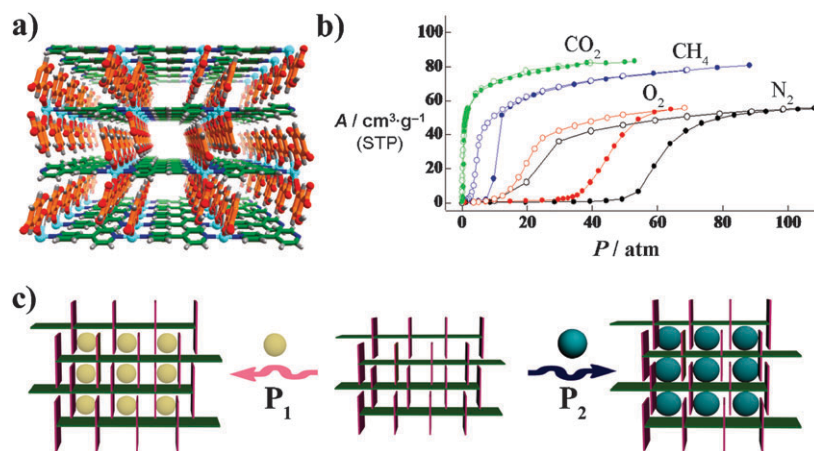 a)
b)
100
80
60
40
20
0
A / cm³·g⁻¹
(STP)
CO₂
CH₄
O₂
N₂
0 20 40 60 80 100
P / atm
c)
P₁
P₂